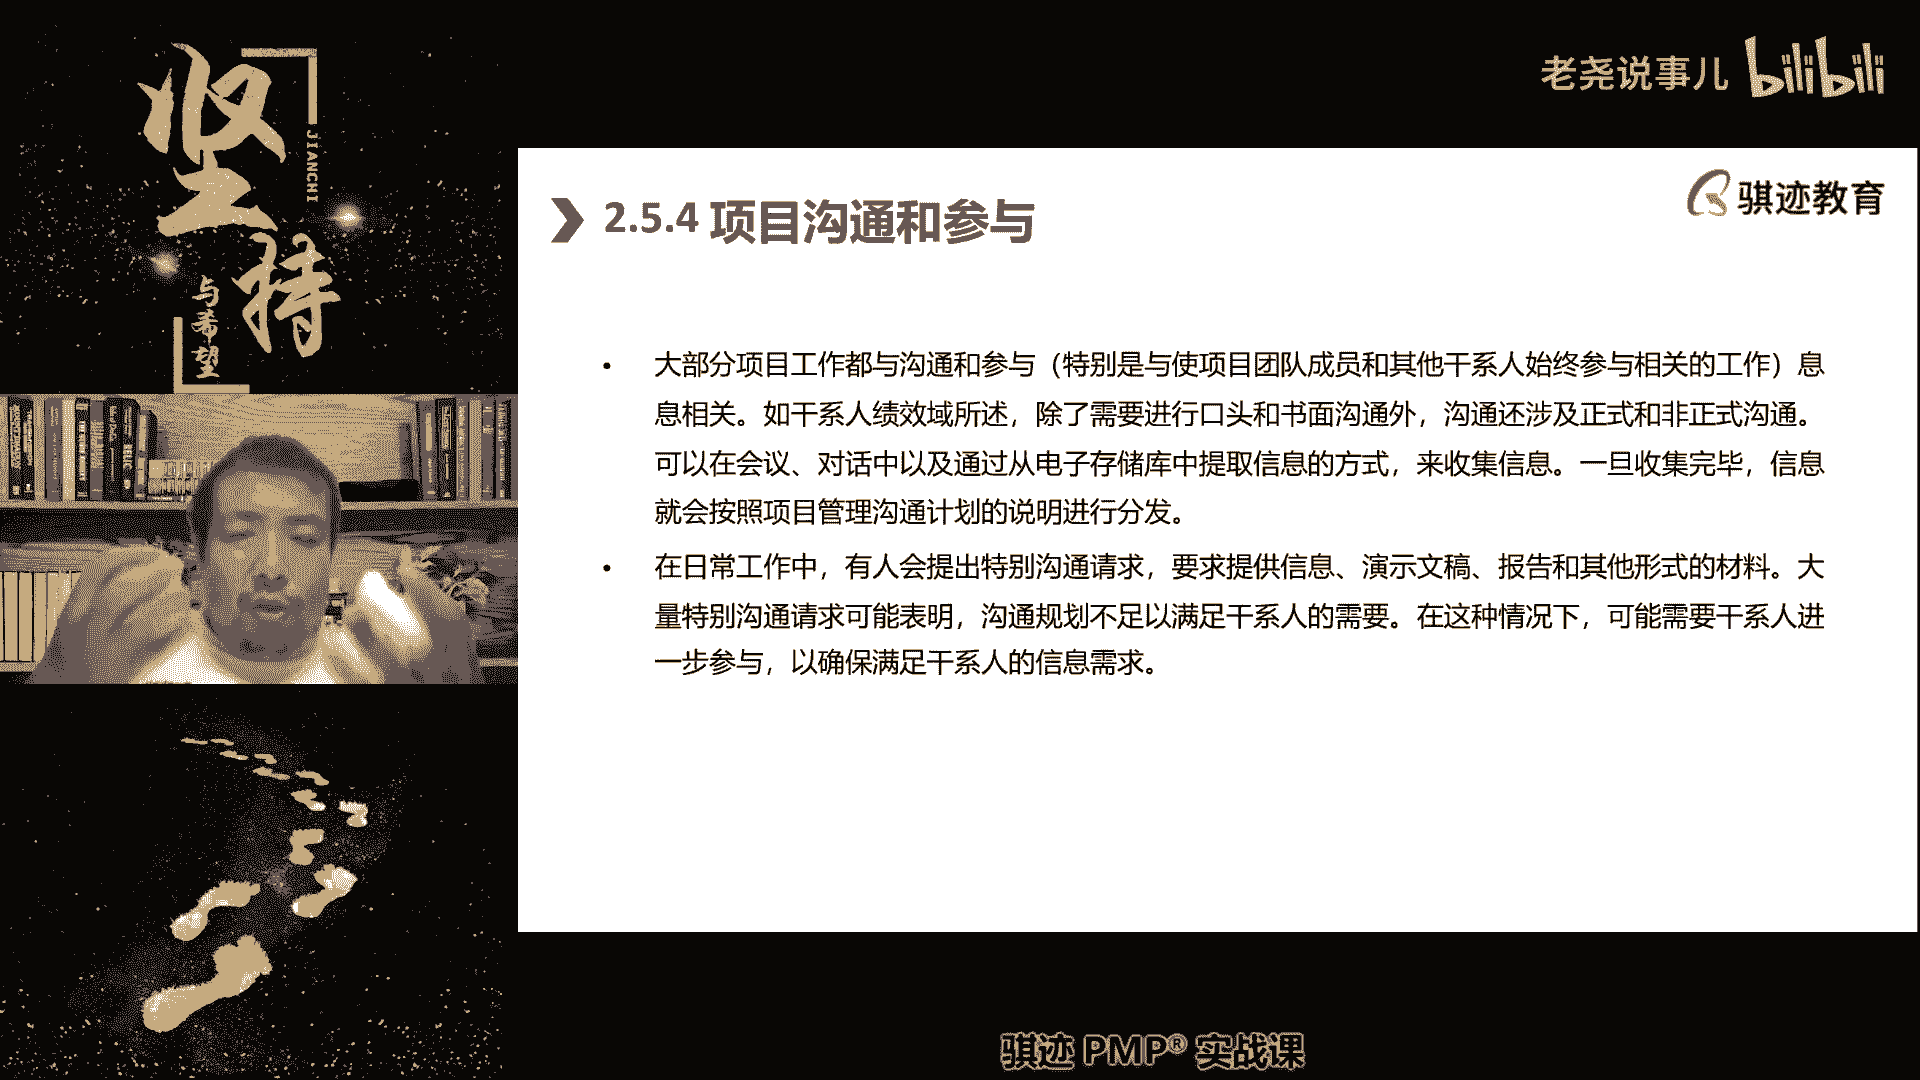 坚持
JIANCHI
与希望
老尧说事儿 bilibili
骐迹教育
2.5.4 项目沟通和参与
• 大部分项目工作都与沟通和参与（特别是与使项目团队成员和其他干系人始终参与相关的工作）息
息相关。如干系人绩效域所述，除了需要进行口头和书面沟通外，沟通还涉及正式和非正式沟通。
可以在会议、对话中以及通过从电子存储库中提取信息的方式，来收集信息。一旦收集完毕，信息
就会按照项目管理沟通计划的说明进行分发。
• 在日常工作中，有人会提出特别沟通请求，要求提供信息、演示文稿、报告和其他形式的材料。大
量特别沟通请求可能表明，沟通规划不足以满足干系人的需要。在这种情况下，可能需要干系人进
一步参与，以确保满足干系人的信息需求。
骐迹 PMP® 实战课